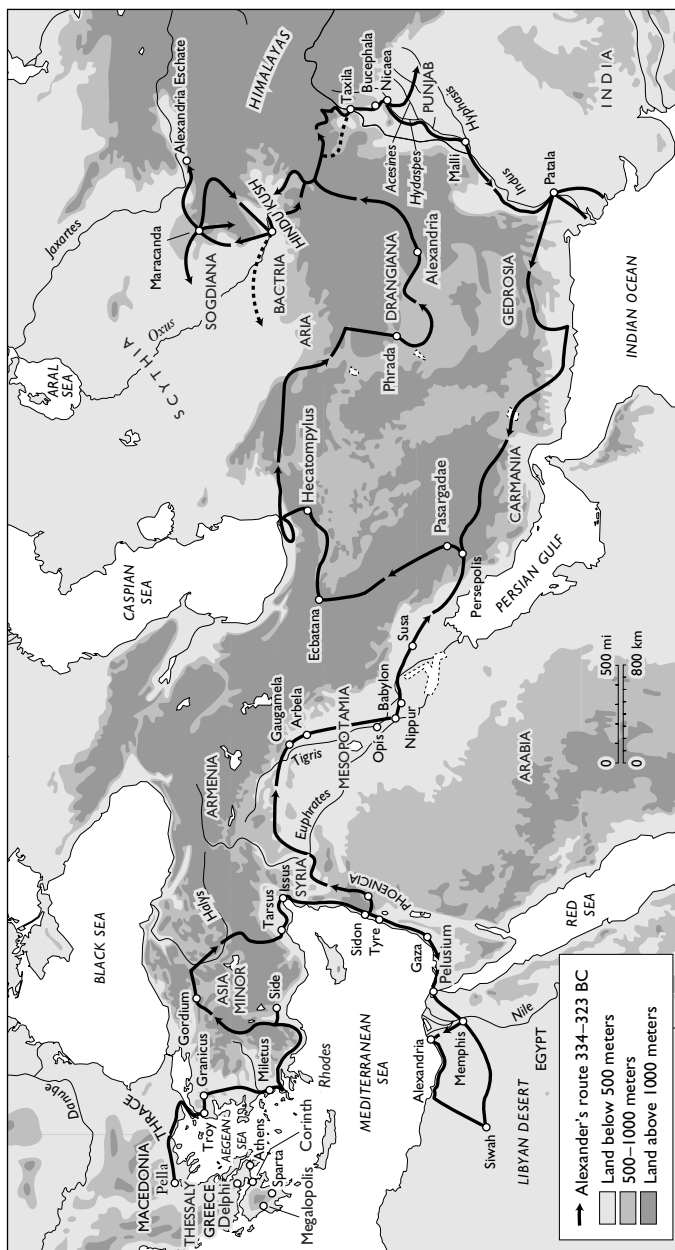 MACEDONIA
Pella
THRACE
Danube
THESSALY
GREECE
Delphi
Megalopolis
Sparta
Corinth
Athens
AEGEAN
SEA
Troy
Granicus
Miletus
Rhodes
Gordium
ASIA
MINOR
Side
Halys
BLACK SEA
Tarsus
Issus
SYRIA
ARMENIA
MEDITERRANEAN
SEA
Sidon
Tyre
PHOENICIA
Gaza
Pelusium
Alexandria
Memphis
Siwah
LIBYAN DESERT
EGYPT
Nile
RED
SEA
ARABIA
Euphrates
Tigris
MESOPOTAMIA
Gaugamela
Arbela
Opis
Babylon
Nippur
Susa
Ecbatana
CASPIAN
SEA
Hecatompylus
Pasargadae
Persepolis
PERSIAN GULF
CARMANIA
ARAL
SEA
SCYTHIA
Oxus
Jaxartes
ARIA
Phrada
DRANGIANA
Alexandria
GEDROSIA
INDIAN OCEAN
Maracanda
SOGDIANA
BACTRIA
HINDU KUSH
Alexandria Eschate
HIMALAYAS
Taxila
Bucephala
Nicaea
PUNJAB
Acesines
Hydaspes
Hyphasis
Malli
Indus
Patala
INDIA
0 500 mi
0 800 km
Alexander's route 334–323 BC
Land below 500 meters
500–1000 meters
Land above 1000 meters